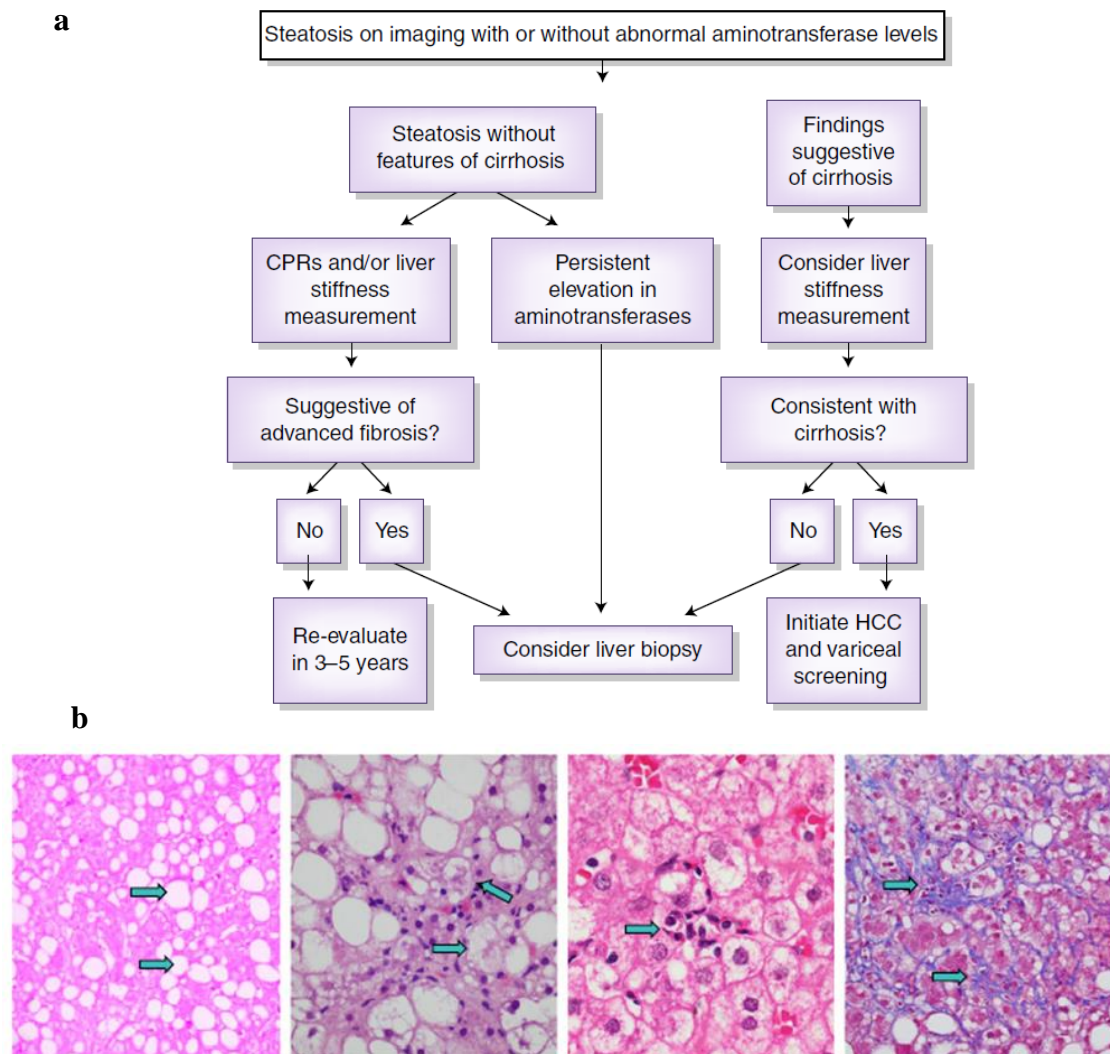 a
Steatosis on imaging with or without abnormal aminotransferase levels
Steatosis without
features of cirrhosis
Findings
suggestive
of cirrhosis
CPRs and/or liver
stiffness
measurement
Persistent
elevation in
aminotransferases
Consider liver
stiffness
measurement
Suggestive of
advanced fibrosis?
Consistent with
cirrhosis?
No
Yes
No
Yes
Re-evaluate
in 3–5 years
Consider liver biopsy
Initiate HCC
and variceal
screening
b